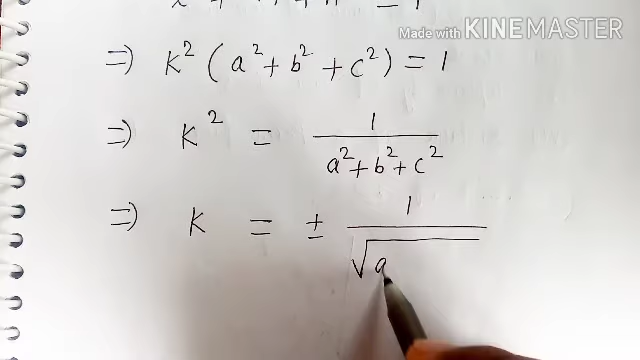 Made with KINEMASTER
⇒ K² (a² + b² + c²) = 1
⇒ K² = 1 / a² + b² + c²
⇒ K = ± 1 / √a